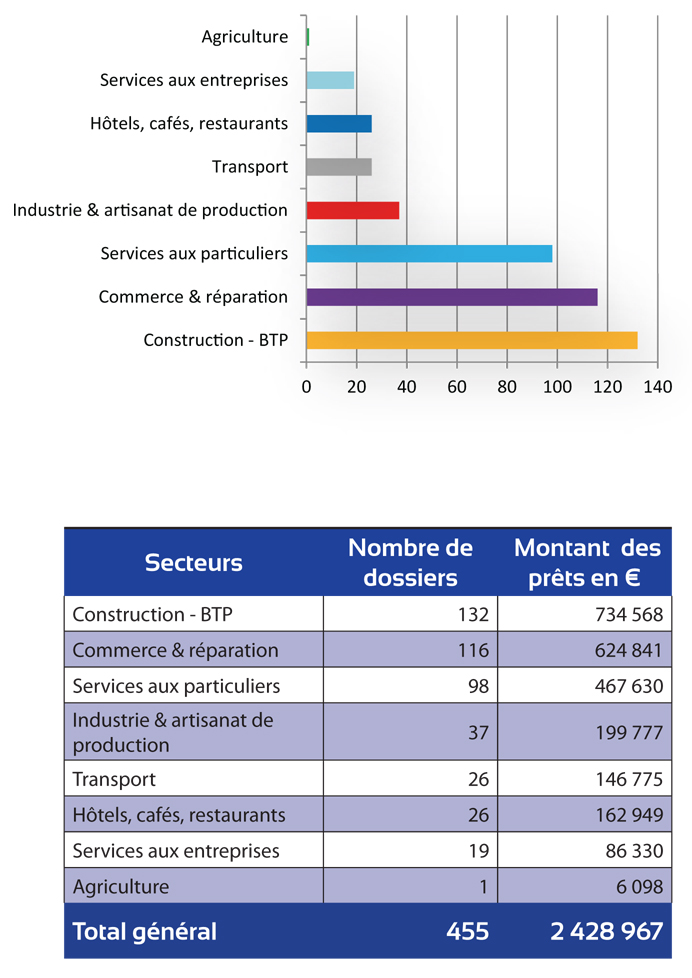 Agriculture
Services aux entreprises
Hôtels, cafés, restaurants
Transport
Industrie & artisanat de production
Services aux particuliers
Commerce & réparation
Construction - BTP
0 20 40 60 80 100 120 140
Secteurs Nombre de dossiers Montant des prêts en €
Construction - BTP 132 734 568
Commerce & réparation 116 624 841
Services aux particuliers 98 467 630
Industrie & artisanat de
production 37 199 777
Transport 26 146 775
Hôtels, cafés, restaurants 26 162 949
Services aux entreprises 19 86 330
Agriculture 1 6 098
Total général 455 2 428 967